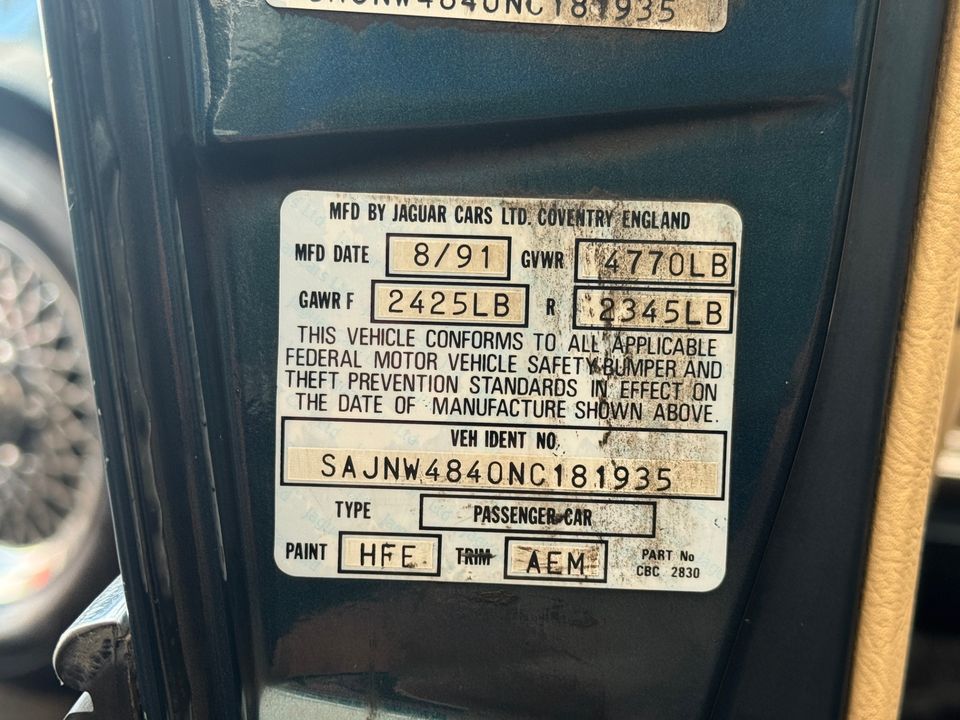 SAJNW4840NC181935
MFD BY JAGUAR CARS LTD. COVENTRY ENGLAND
MFD DATE 8/91 GVWR 4770LB
GAWR F 2425LB R 2345LB
THIS VEHICLE CONFORMS TO ALL APPLICABLE
FEDERAL MOTOR VEHICLE SAFETY BUMPER AND
THEFT PREVENTION STANDARDS IN EFFECT ON
THE DATE OF MANUFACTURE SHOWN ABOVE.
VEH IDENT NO.
SAJNW4840NC181935
TYPE PASSENGER CAR
PAINT HFE TRIM AEM PART No
CBC 2830